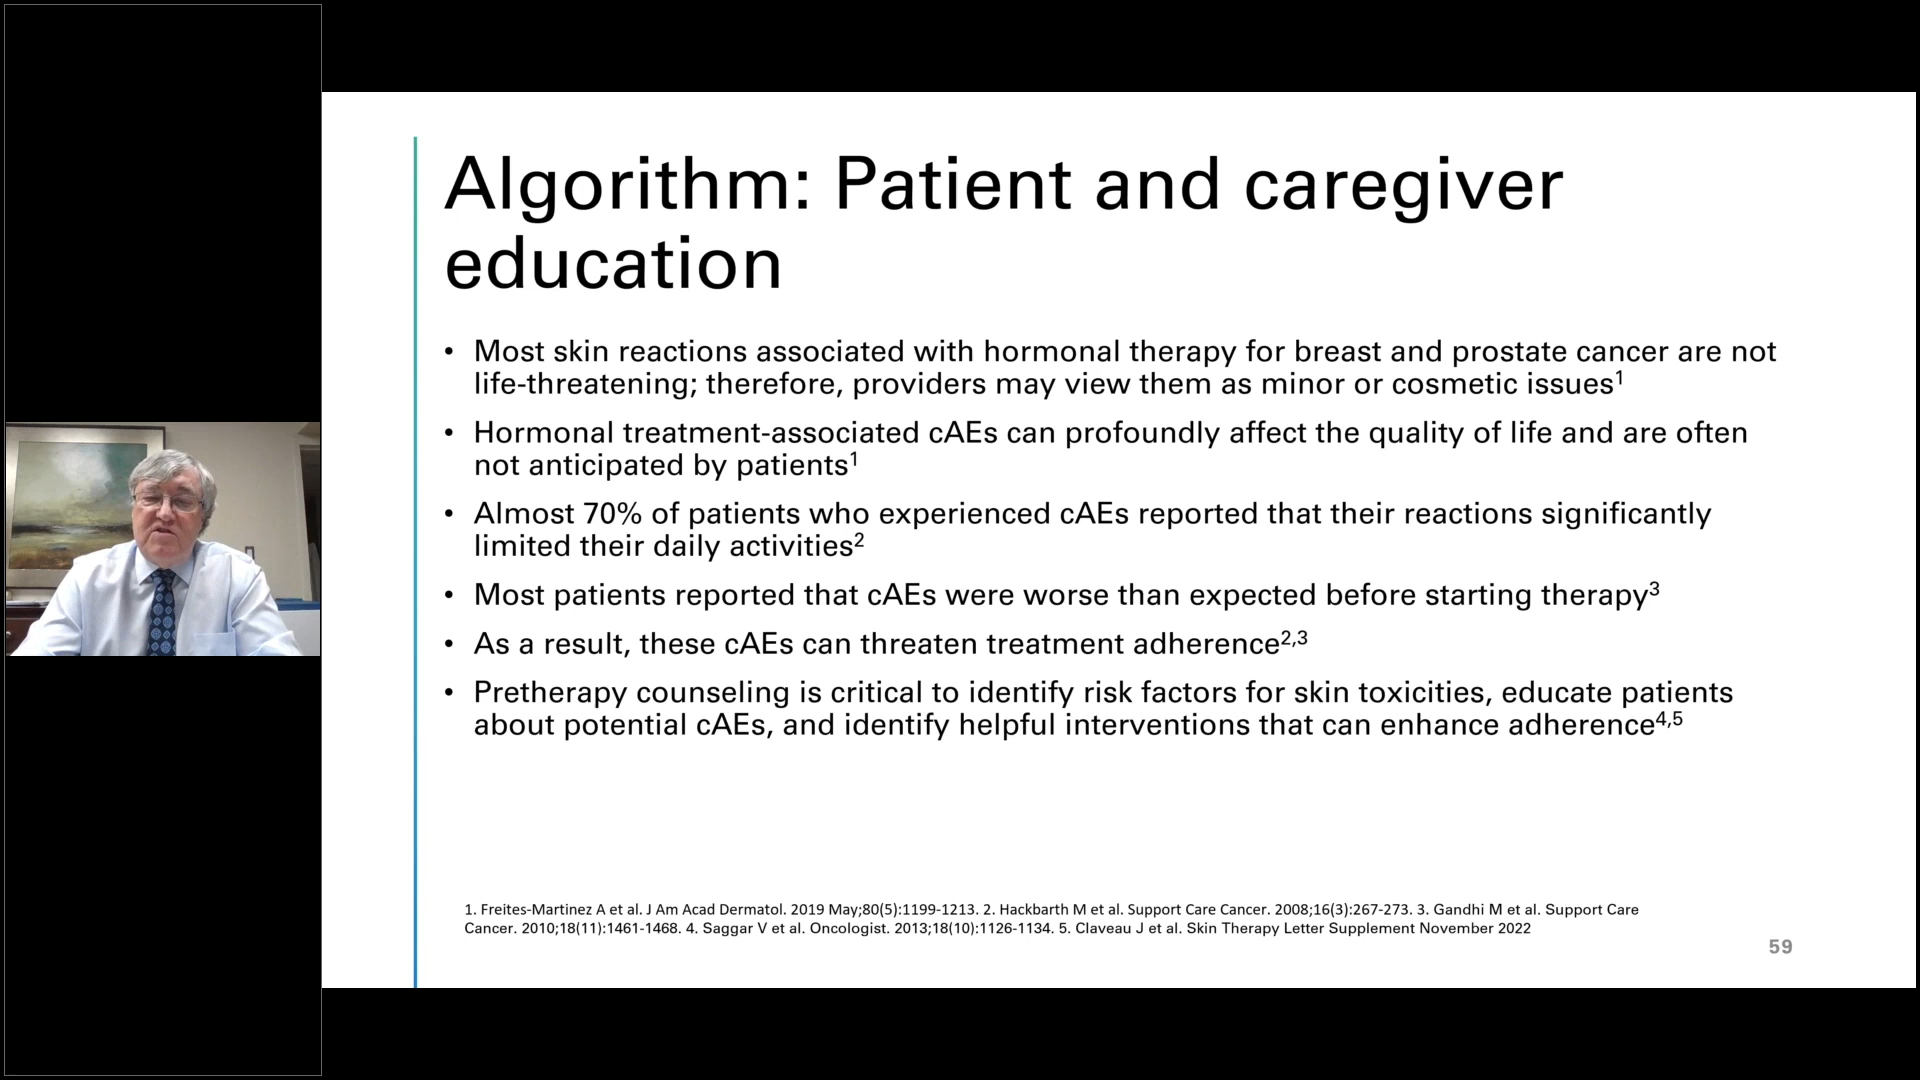 Algorithm: Patient and caregiver
education
• Most skin reactions associated with hormonal therapy for breast and prostate cancer are not
life-threatening; therefore, providers may view them as minor or cosmetic issues1
• Hormonal treatment-associated cAEs can profoundly affect the quality of life and are often
not anticipated by patients1
• Almost 70% of patients who experienced cAEs reported that their reactions significantly
limited their daily activities2
• Most patients reported that cAEs were worse than expected before starting therapy3
• As a result, these cAEs can threaten treatment adherence2,3
• Pretherapy counseling is critical to identify risk factors for skin toxicities, educate patients
about potential cAEs, and identify helpful interventions that can enhance adherence4,5
1. Freites-Martinez A et al. J Am Acad Dermatol. 2019 May;80(5):1199-1213. 2. Hackbarth M et al. Support Care Cancer. 2008;16(3):267-273. 3. Gandhi M et al. Support Care
Cancer. 2010;18(11):1461-1468. 4. Saggar V et al. Oncologist. 2013;18(10):1126-1134. 5. Claveau J et al. Skin Therapy Letter Supplement November 2022
59